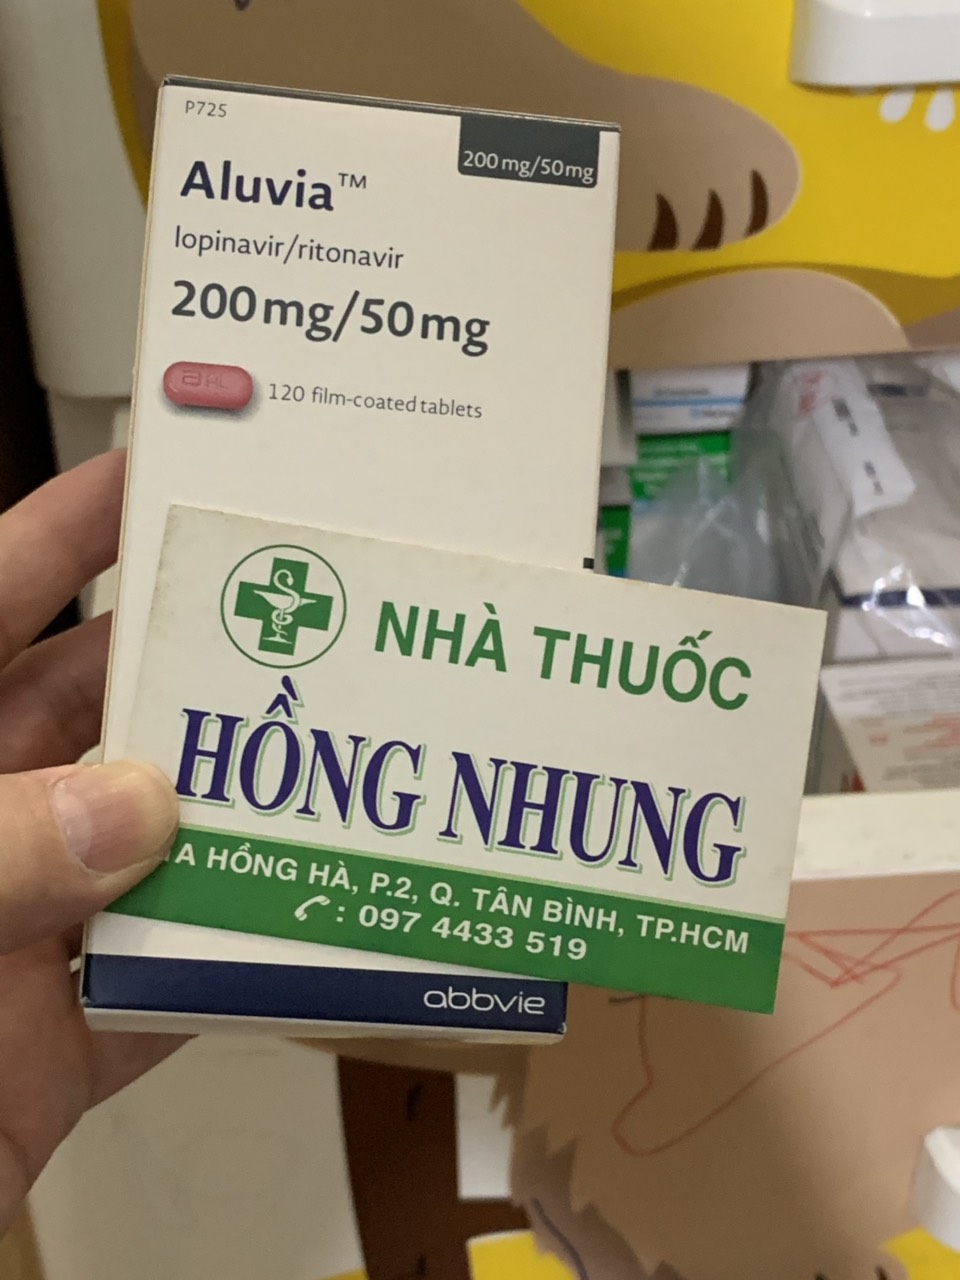 P725
200 mg/50 mg
Aluvia™
lopinavir/ritonavir
200 mg/50 mg
aAL
120 film-coated tablets
NHÀ THUỐC
HỒNG NHUNG
A HỒNG HÀ, P.2, Q. TÂN BÌNH, TP.HCM
: 097 4433 519
abbvie